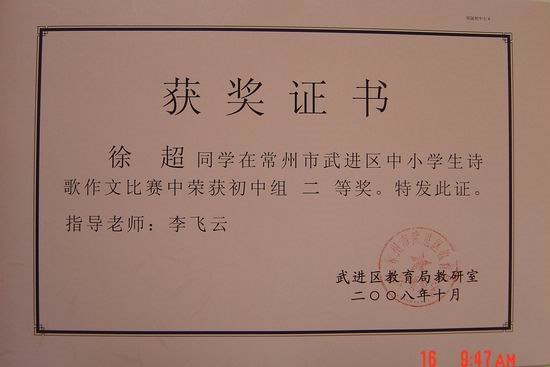 获奖证书
徐 超 同学在常州市武进区中小学生诗
歌作文比赛中荣获初中组 二 等奖。特发此证。
指导老师：李飞云
武进区教育局教研室
二〇〇八年十月
16 9:47AM